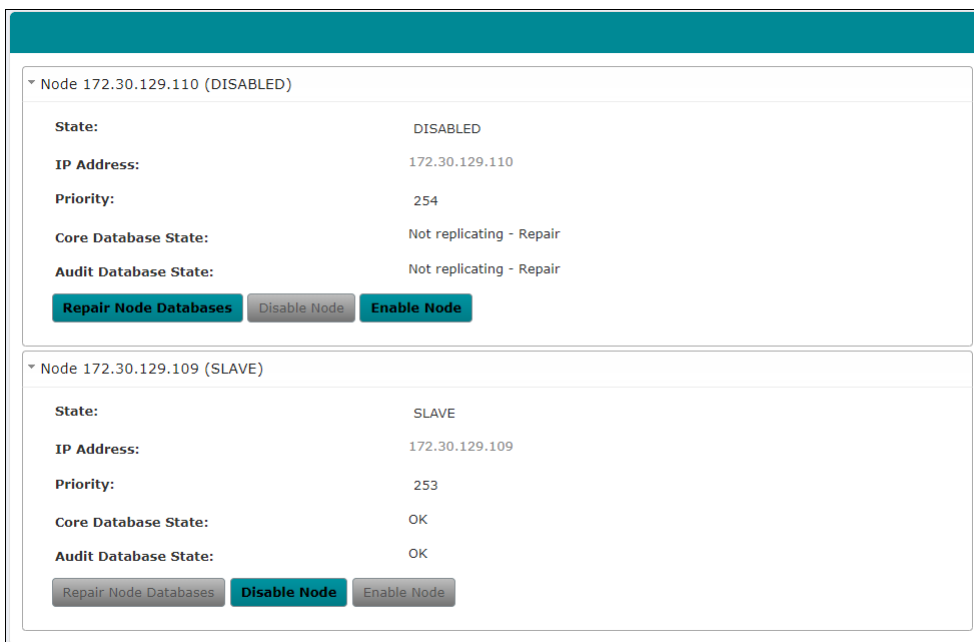 Node 172.30.129.110 (DISABLED)
State: DISABLED
IP Address: 172.30.129.110
Priority: 254
Core Database State: Not replicating - Repair
Audit Database State: Not replicating - Repair
Repair Node Databases Disable Node Enable Node
Node 172.30.129.109 (SLAVE)
State: SLAVE
IP Address: 172.30.129.109
Priority: 253
Core Database State: OK
Audit Database State: OK
Repair Node Databases Disable Node Enable Node